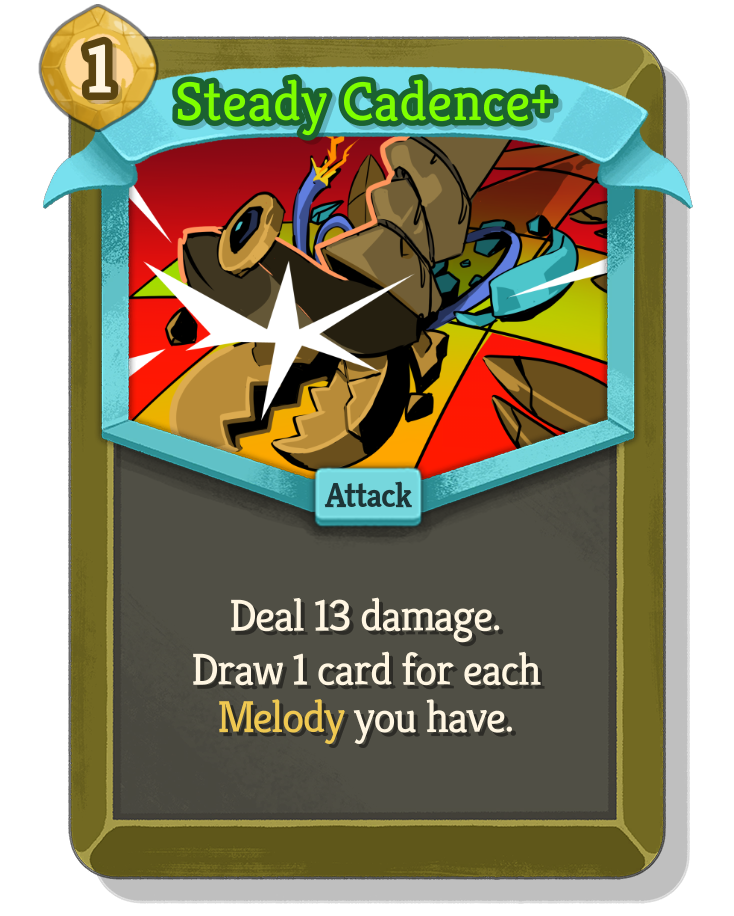 1
Steady Cadence+
Attack
Deal 13 damage.
Draw 1 card for each
Melody you have.